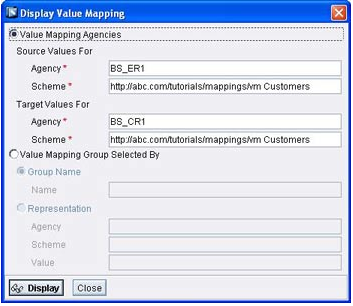 Display Value Mapping
Value Mapping Agencies
Source Values For
Agency * BS_ER1
Scheme * http://abc.com/tutorials/mappings/vm Customers
Target Values For
Agency * BS_CR1
Scheme * http://abc.com/tutorials/mappings/vm Customers
Value Mapping Group Selected By
Group Name
Name
Representation
Agency
Scheme
Value
Display Close